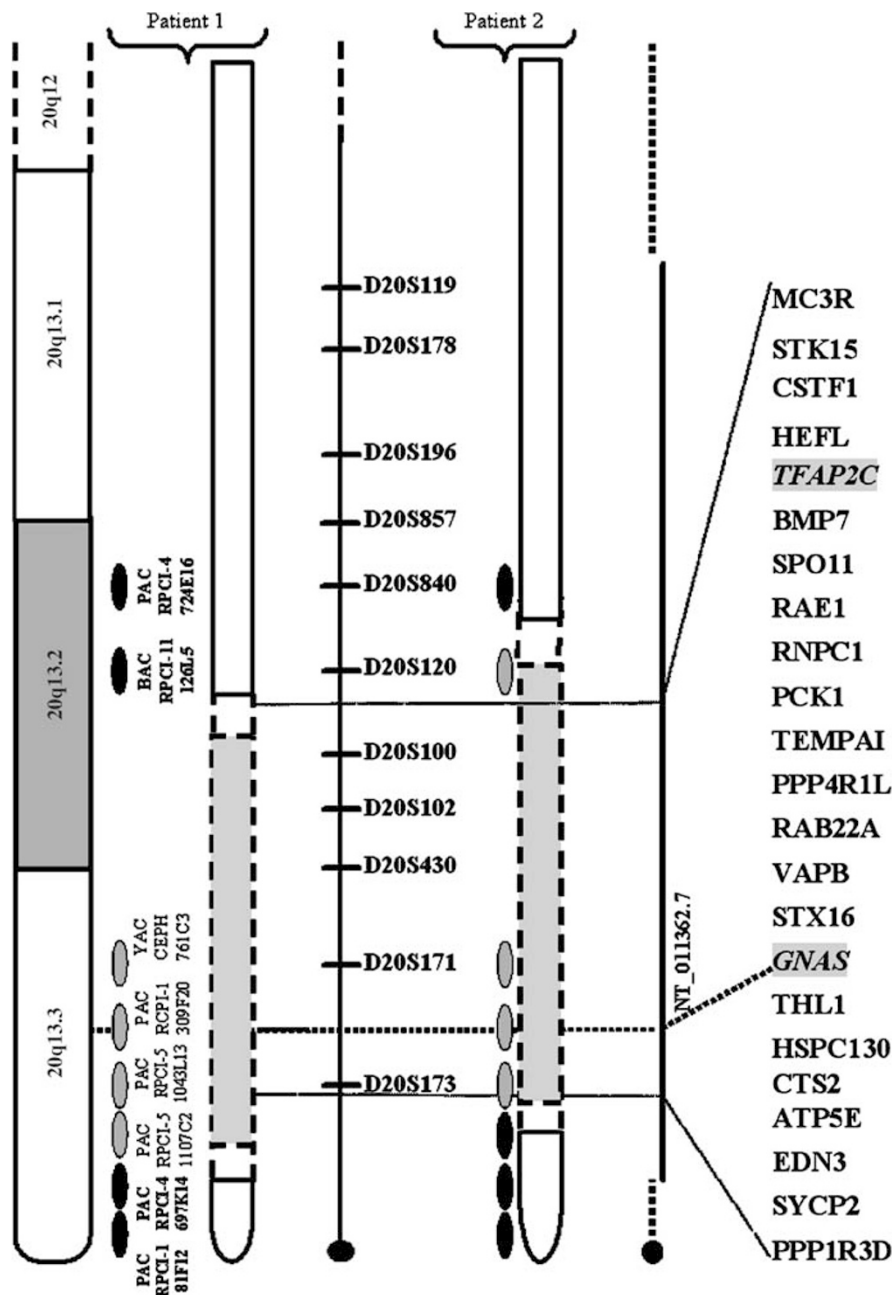 Patient 1
Patient 2
20q12
20q13.1
20q13.2
20q13.3
PAC
RPCI-4
724E16
BAC
RPCI-11
126L5
YAC
CEPH
761C3
PAC
RCPI-1
309F20
PAC
RPCI-5
1043L13
PAC
RPCI-5
1107C2
PAC
RPCI-4
697K14
PAC
RPCI-1
81F12
D20S119
D20S178
D20S196
D20S857
D20S840
D20S120
D20S100
D20S102
D20S430
D20S171
D20S173
NT_011362.7
MC3R
STK15
CSTF1
HEFL
TFAP2C
BMP7
SPO11
RAE1
RNPC1
PCK1
TEMPAI
PPP4R1L
RAB22A
VAPB
STX16
GNAS
THL1
HSPC130
CTS2
ATP5E
EDN3
SYCP2
PPP1R3D